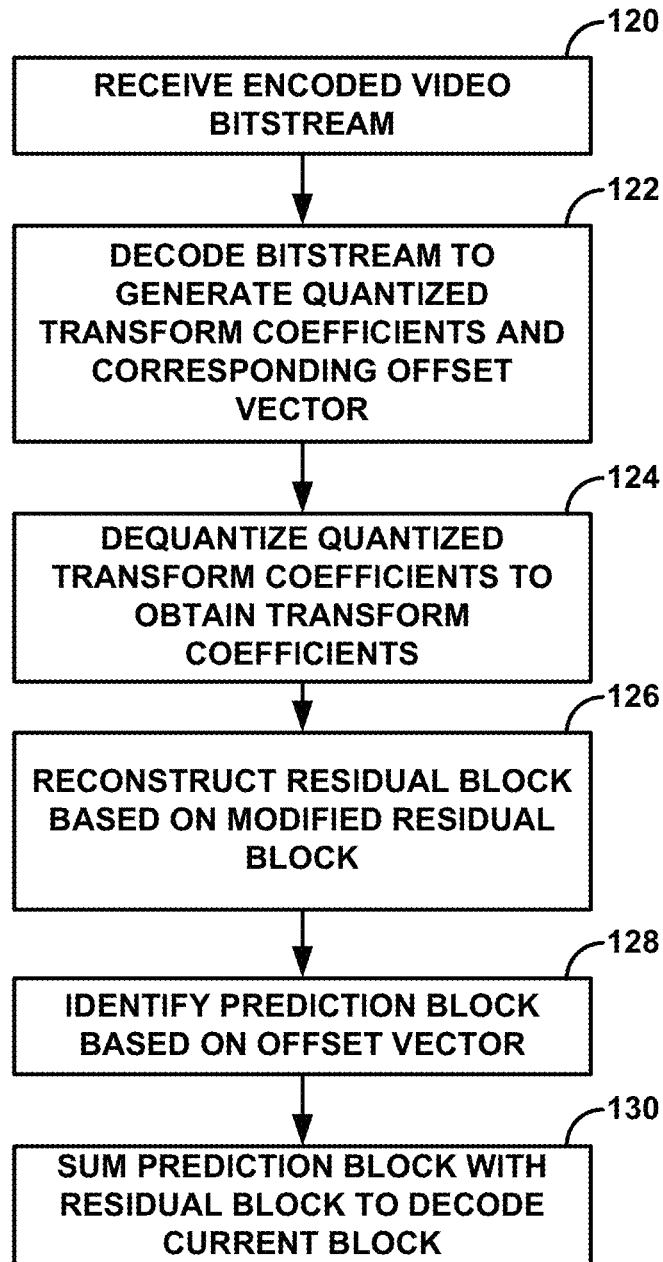 120
RECEIVE ENCODED VIDEO
BITSTREAM
122
DECODE BITSTREAM TO
GENERATE QUANTIZED
TRANSFORM COEFFICIENTS AND
CORRESPONDING OFFSET
VECTOR
124
DEQUANTIZE QUANTIZED
TRANSFORM COEFFICIENTS TO
OBTAIN TRANSFORM
COEFFICIENTS
126
RECONSTRUCT RESIDUAL BLOCK
BASED ON MODIFIED RESIDUAL
BLOCK
128
IDENTIFY PREDICTION BLOCK
BASED ON OFFSET VECTOR
130
SUM PREDICTION BLOCK WITH
RESIDUAL BLOCK TO DECODE
CURRENT BLOCK